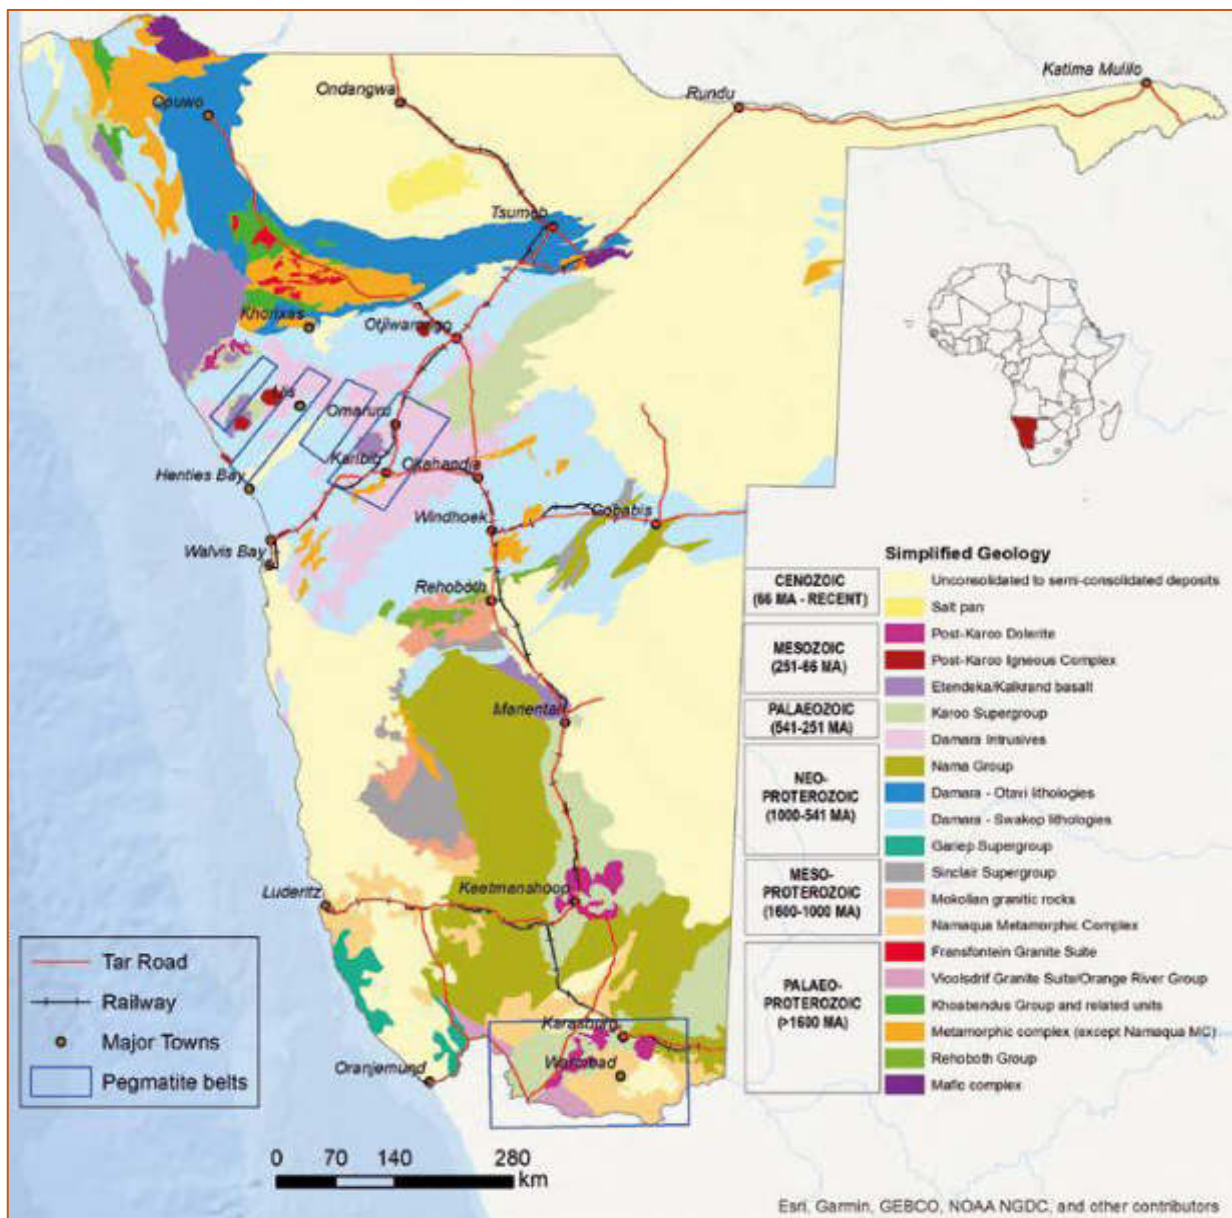 Katima Mulilo
Ondangwa
Rundu
Opuwo
Tsumeb
Khorixas
Otjiwarongo
Uis
Omaruru
Karibib
Okahandja
Henties Bay
Windhoek
Gobabis
Walvis Bay
Rehoboth
Mariental
Luderitz
Keetmanshoop
Karasburg
Warmbad
Oranjemund
Simplified Geology
CENOZOIC
(66 MA - RECENT)
MESOZOIC
(251-66 MA)
PALAEOZOIC
(541-251 MA)
NEO-
PROTEROZOIC
(1000-541 MA)
MESO-
PROTEROZOIC
(1600-1000 MA)
PALAEO-
PROTEROZOIC
(>1600 MA)
Unconsolidated to semi-consolidated deposits
Salt pan
Post-Karoo Dolerite
Post-Karoo Igneous Complex
Etendeka/Kalkrand basalt
Karoo Supergroup
Damara Intrusives
Nama Group
Damara - Otavi lithologies
Damara - Swakop lithologies
Gariep Supergroup
Sinclair Supergroup
Mokolian granitic rocks
Namaqua Metamorphic Complex
Fransfontein Granite Suite
Vioolsdrif Granite Suite/Orange River Group
Khoabendus Group and related units
Metamorphic complex (except Namaqua MC)
Rehoboth Group
Mafic complex
Tar Road
Railway
Major Towns
Pegmatite belts
0 70 140 280
km
Esri, Garmin, GEBCO, NOAA NGDC, and other contributors